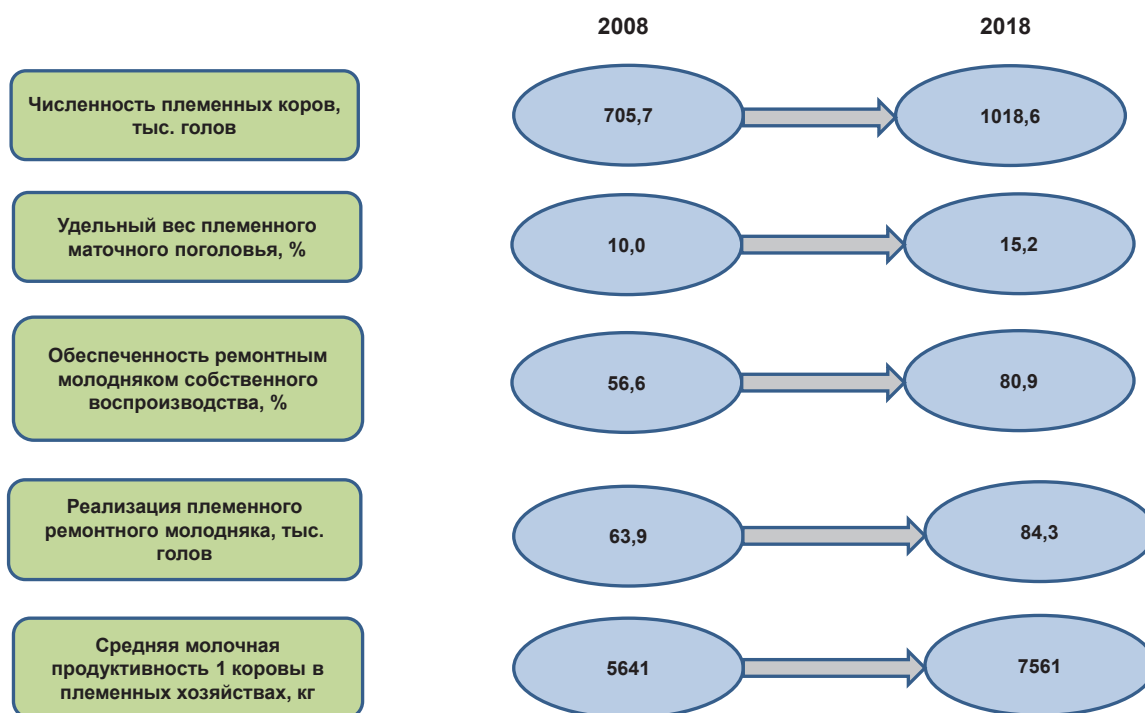 2008 2018
Численность племенных коров,
тыс. голов
705,7 1018,6
Удельный вес племенного
маточного поголовья, %
10,0 15,2
Обеспеченность ремонтным
молодняком собственного
воспроизводства, %
56,6 80,9
Реализация племенного
ремонтного молодняка, тыс.
голов
63,9 84,3
Средняя молочная
продуктивность 1 коровы в
племенных хозяйствах, кг
5641 7561